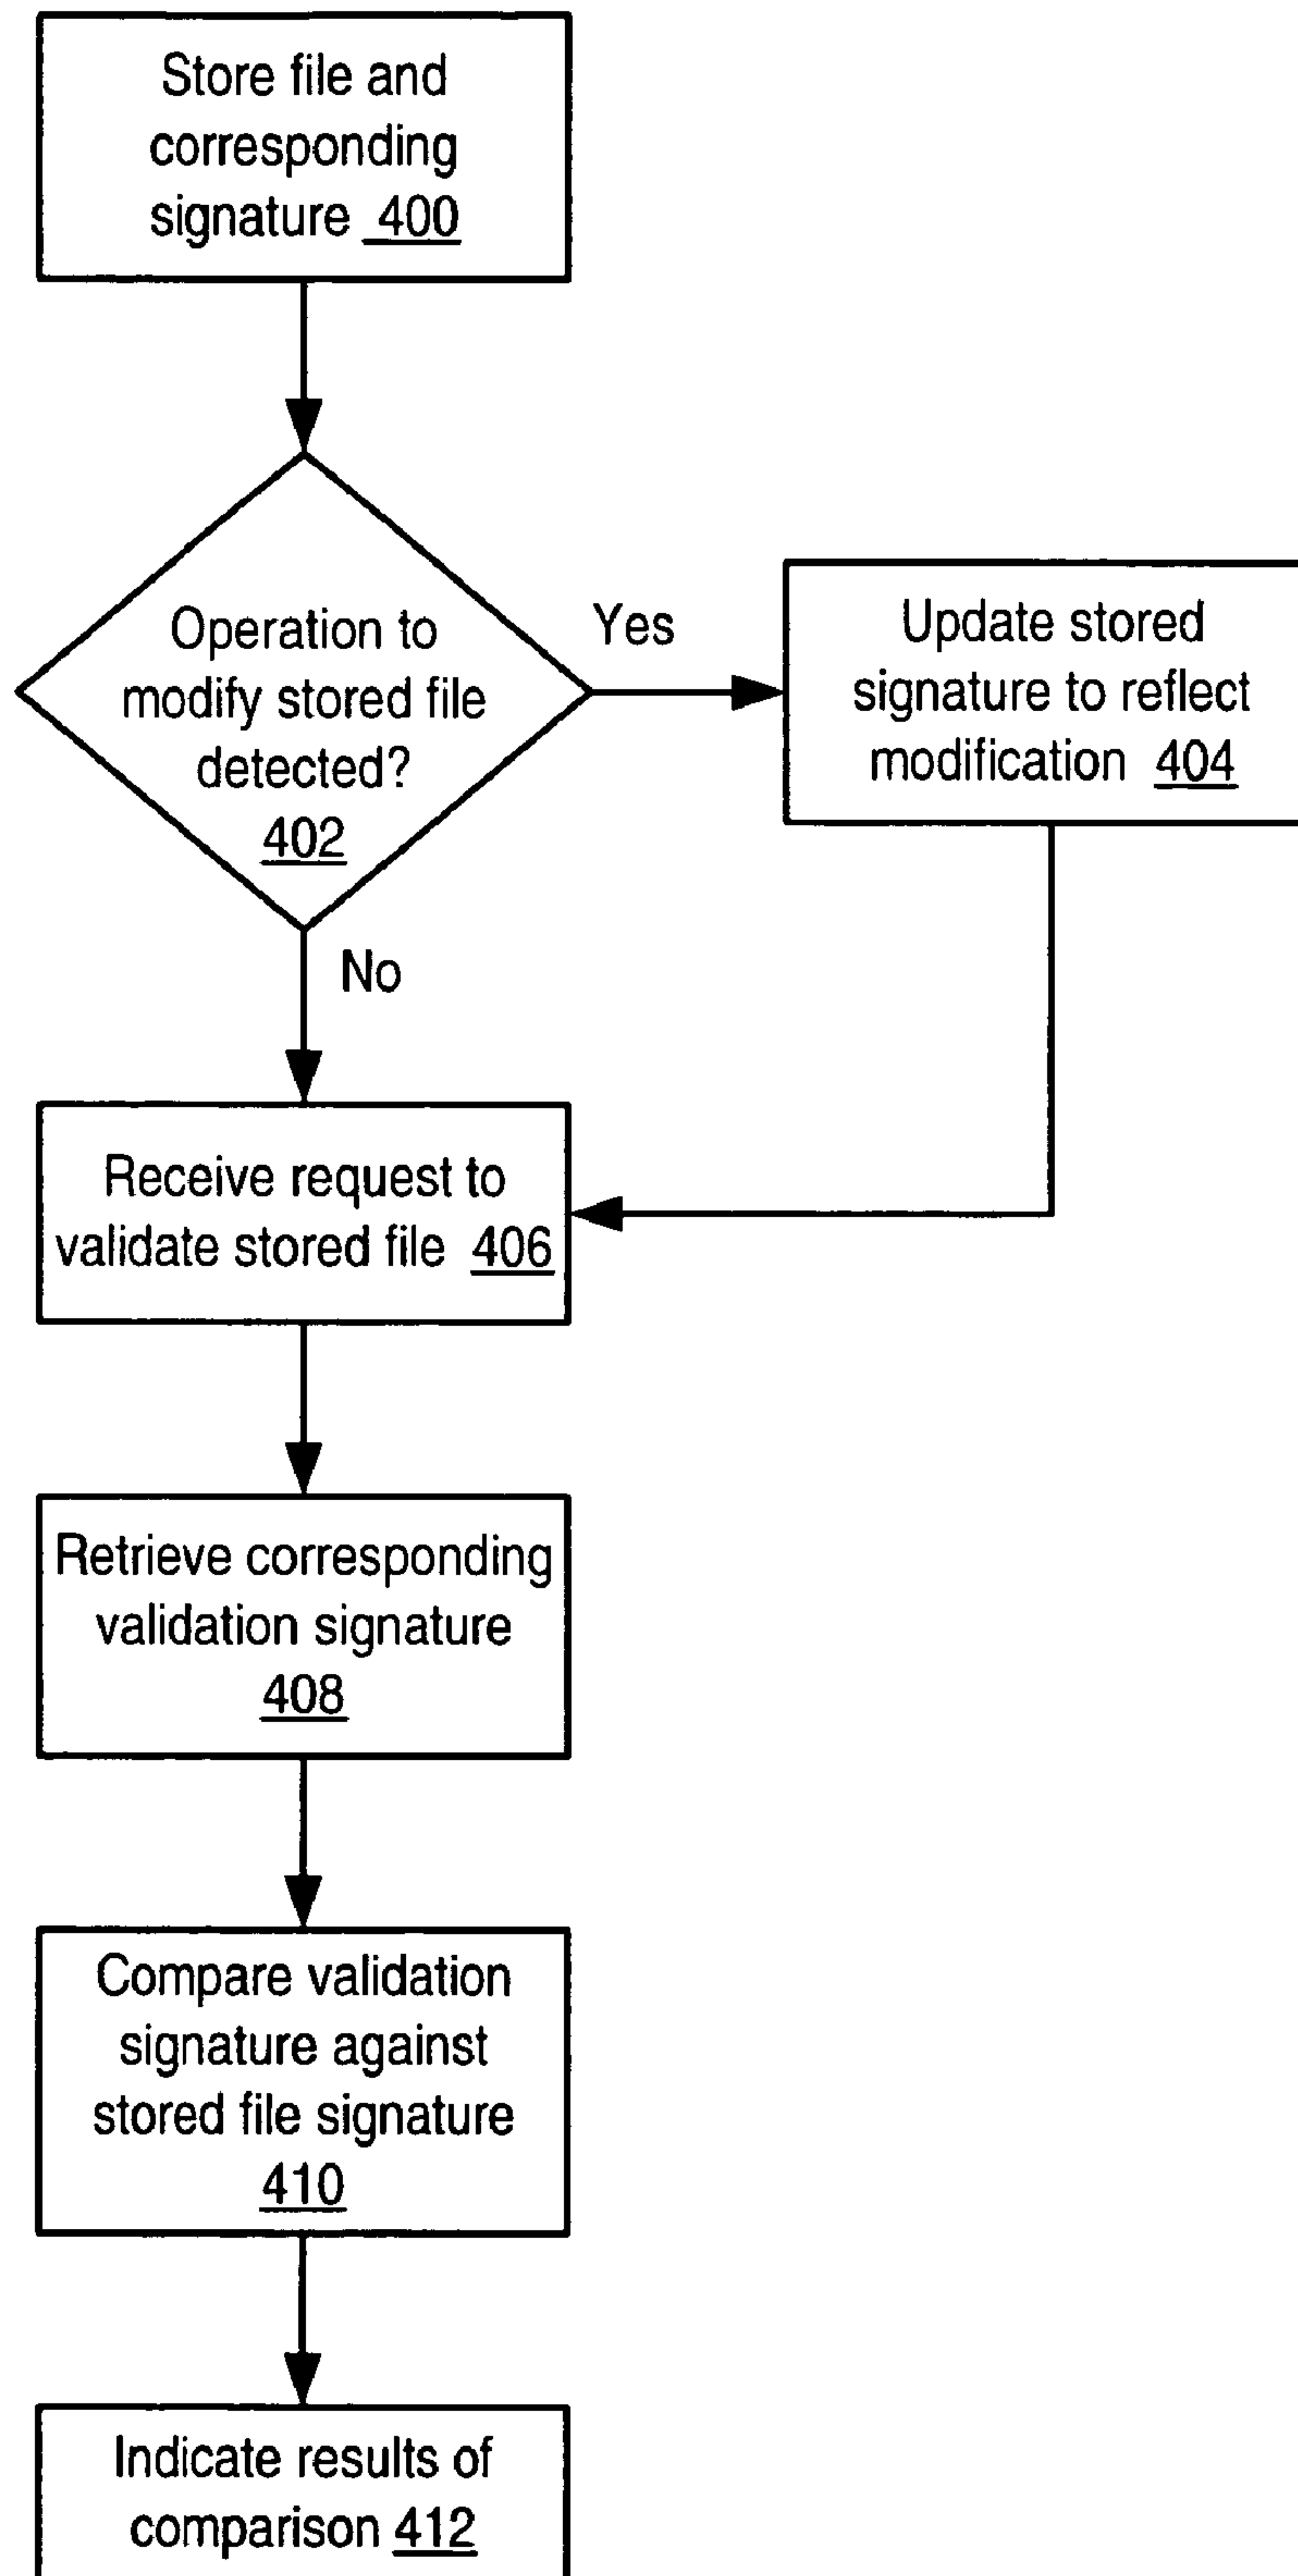 Store file and
corresponding
signature 400
Operation to
modify stored file
detected?
402
Yes
Update stored
signature to reflect
modification 404
No
Receive request to
validate stored file 406
Retrieve corresponding
validation signature
408
Compare validation
signature against
stored file signature
410
Indicate results of
comparison 412